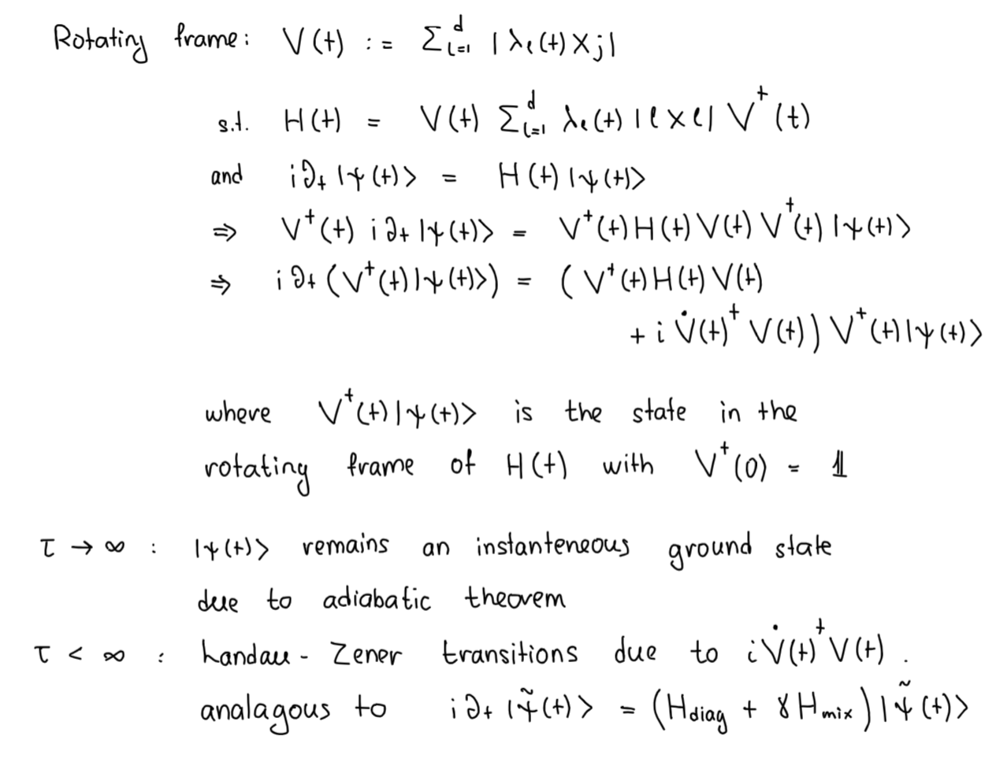 Rotating frame: V(t) := Σ_{l=1}^{d} |λ_l(t)⟩⟨j|
s.t. H(t) = V(t) Σ_{l=1}^{d} λ_l(t) |l⟩⟨l| V†(t)
and i∂_t |ψ(t)⟩ = H(t) |ψ(t)⟩
⇒ V†(t) i∂_t |ψ(t)⟩ = V†(t) H(t) V(t) V†(t) |ψ(t)⟩
⇒ i∂_t (V†(t)|ψ(t)⟩) = (V†(t) H(t) V(t)
+ i V̇(t)† V(t)) V†(t)|ψ(t)⟩
where V†(t)|ψ(t)⟩ is the state in the
rotating frame of H(t) with V†(0) = 𝟙
τ → ∞ : |ψ(t)⟩ remains an instanteneous ground state
due to adiabatic theorem
τ < ∞ : Landau - Zener transitions due to i V̇(t)† V(t) .
analagous to i∂_t |ψ̃(t)⟩ = (H_diag + γ H_mix) |ψ̃(t)⟩